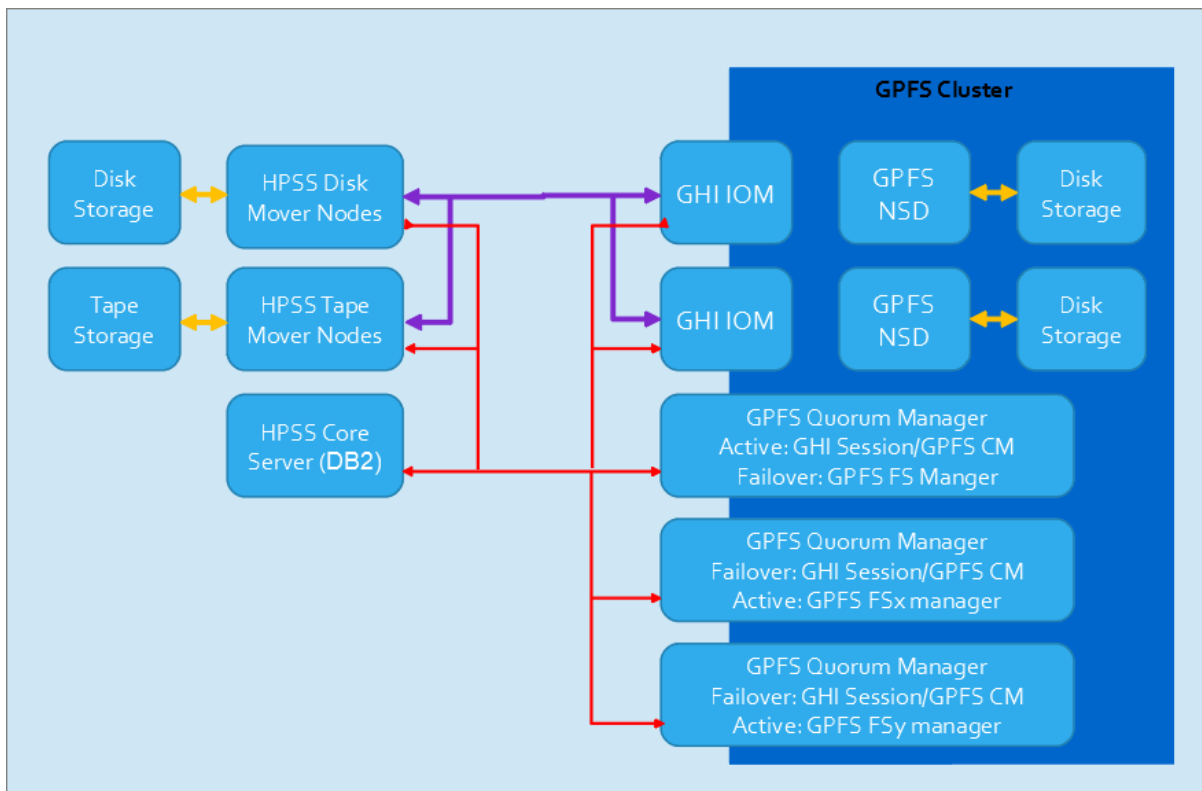 GPFS Cluster
Disk
Storage
HPSS Disk
Mover Nodes
GHI IOM
GPFS
NSD
Disk
Storage
Tape
Storage
HPSS Tape
Mover Nodes
GHI IOM
GPFS
NSD
Disk
Storage
HPSS Core
Server (DB2)
GPFS Quorum Manager
Active: GHI Session/GPFS CM
Failover: GPFS FS Manger
GPFS Quorum Manager
Failover: GHI Session/GPFS CM
Active: GPFS FSx manager
GPFS Quorum Manager
Failover: GHI Session/GPFS CM
Active: GPFS FSy manager